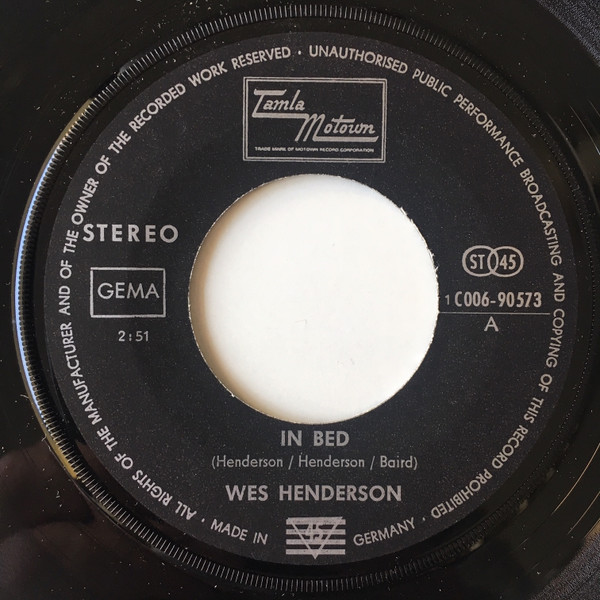 ALL RIGHTS OF THE MANUFACTURER AND OF THE OWNER OF THE RECORDED WORK RESERVED · UNAUTHORISED PUBLIC PERFORMANCE BROADCASTING AND COPYING OF THIS RECORD PROHIBITED ·
Tamla
Motown
TRADE MARK OF MOTOWN RECORD CORPORATION
STEREO
GEMA
2:51
ST 45
1 C006-90573
A
IN BED
(Henderson / Henderson / Baird)
WES HENDERSON
MADE IN 45 GERMANY ·